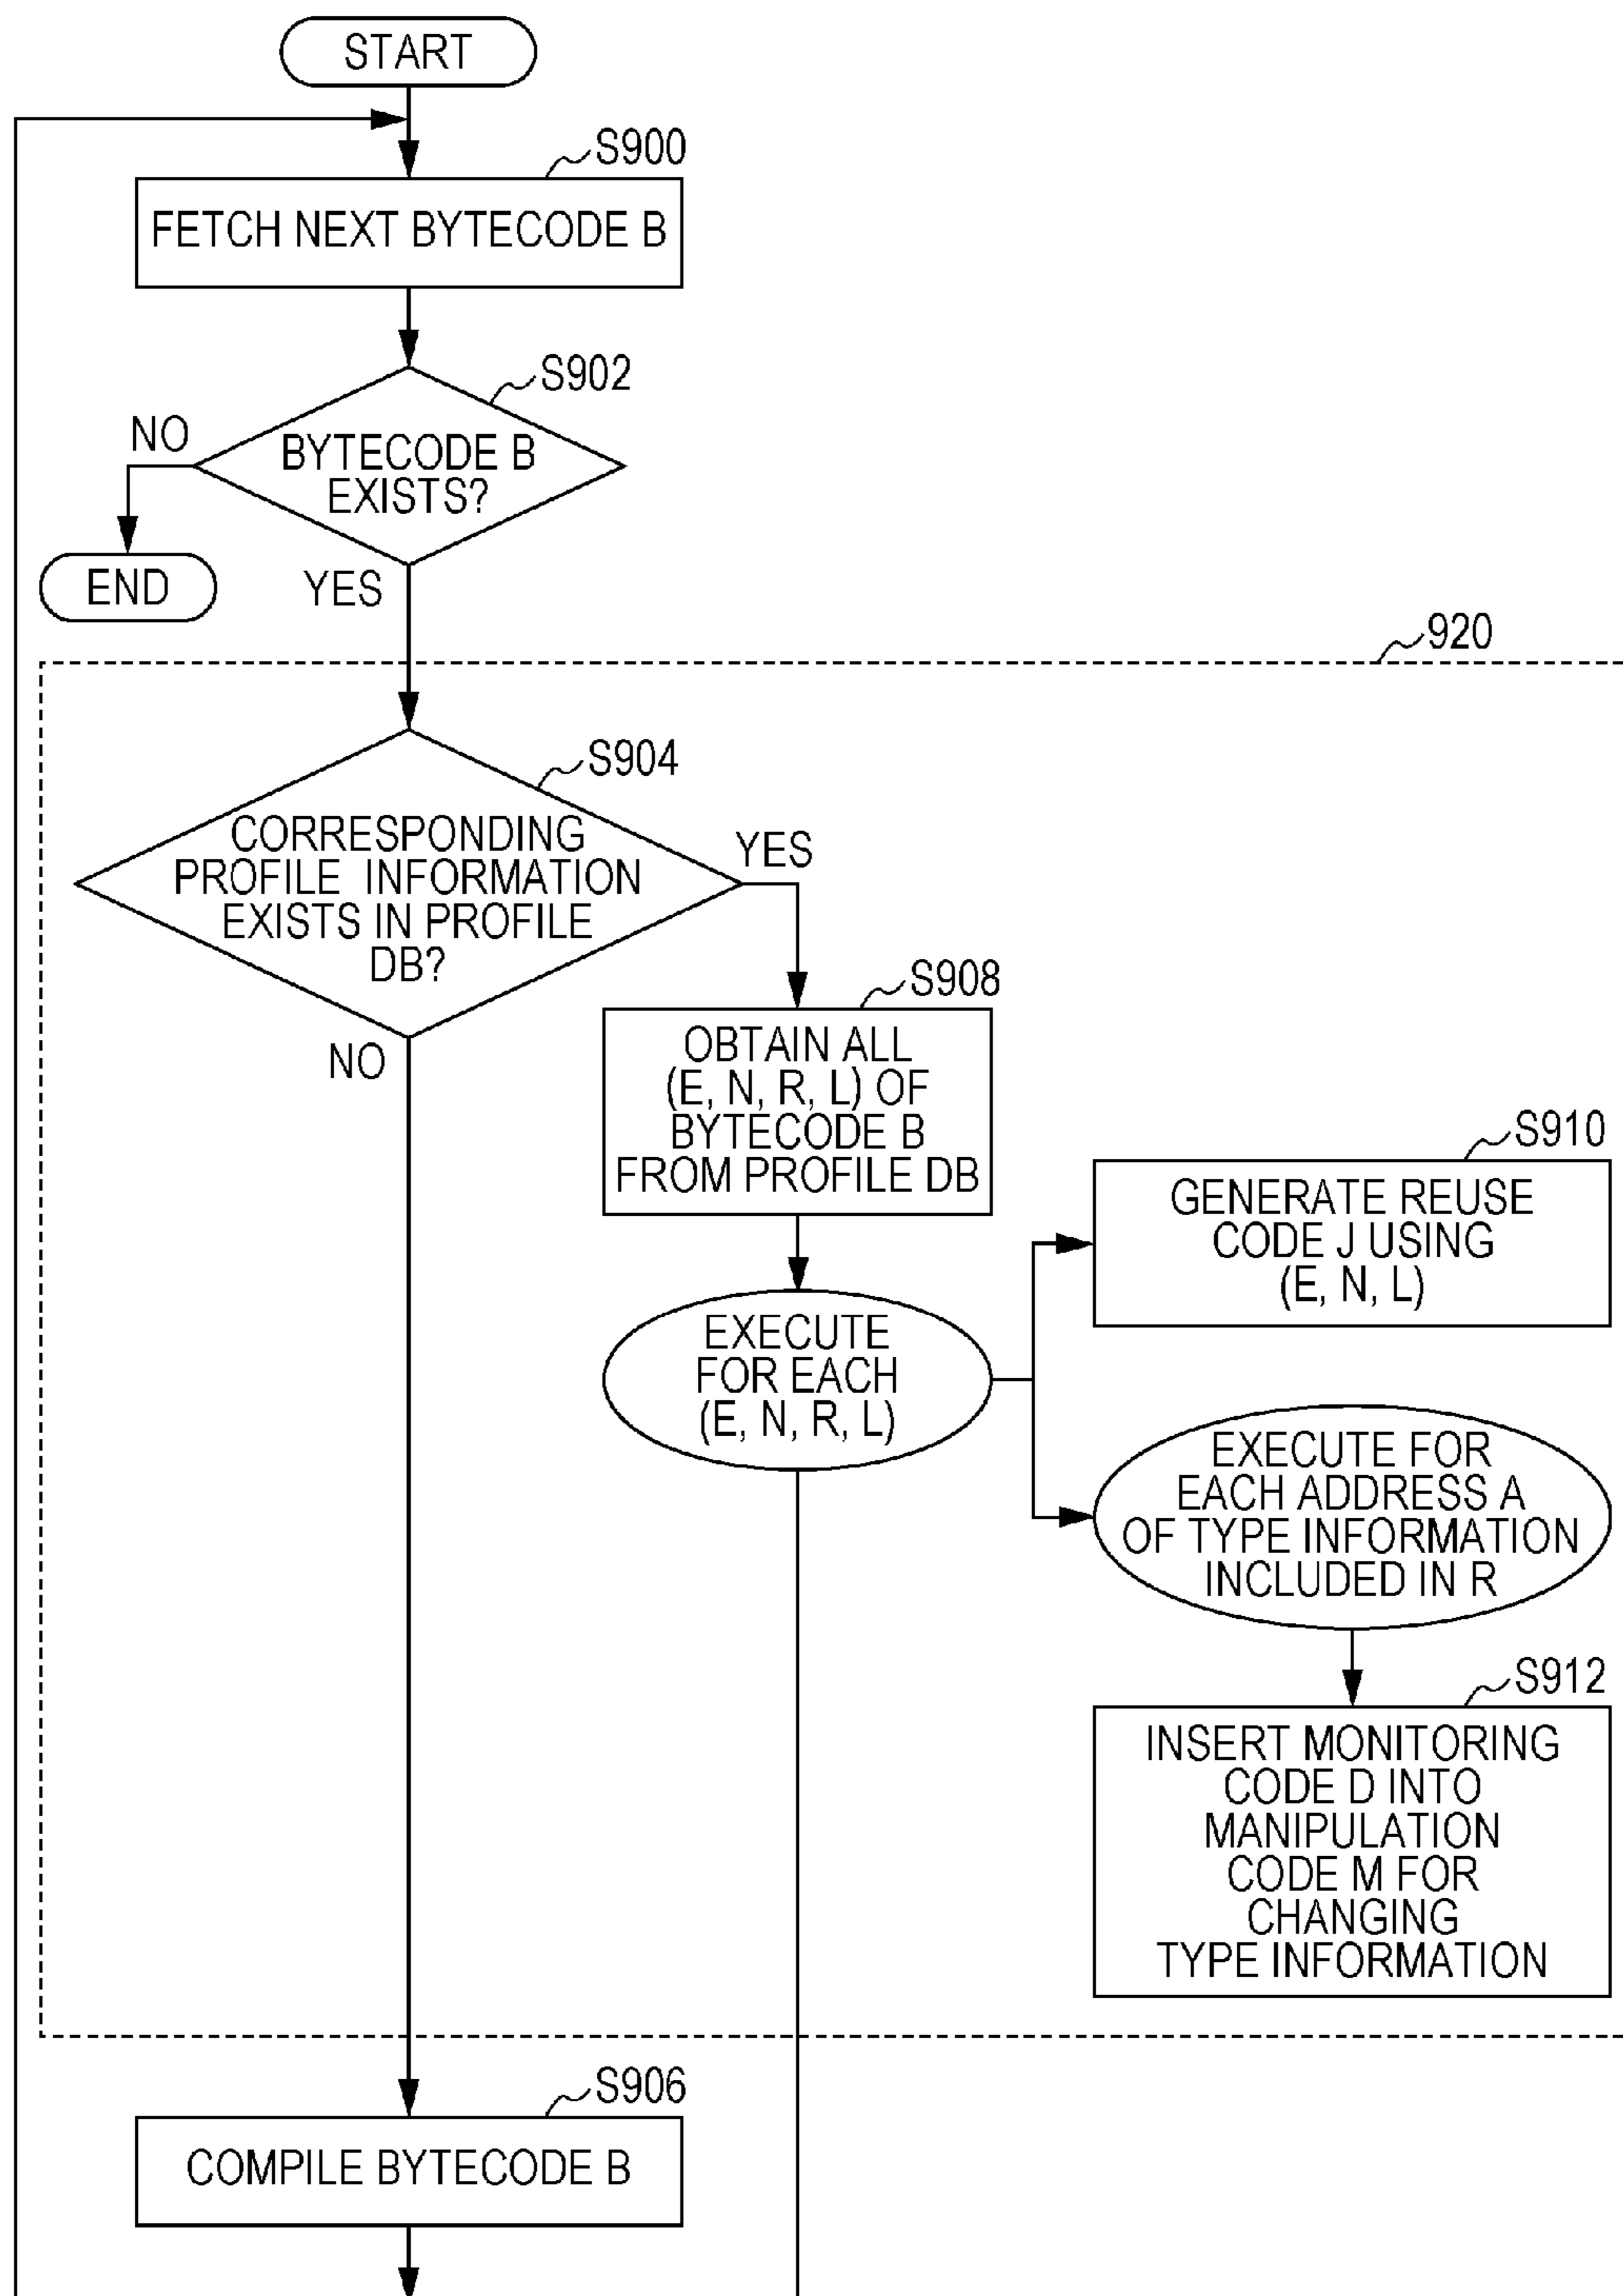 START
S900
FETCH NEXT BYTECODE B
S902
NO
BYTECODE B
EXISTS?
END
YES
920
S904
CORRESPONDING
PROFILE INFORMATION
EXISTS IN PROFILE
DB?
YES
NO
S908
OBTAIN ALL
(E, N, R, L) OF
BYTECODE B
FROM PROFILE DB
S910
GENERATE REUSE
CODE J USING
(E, N, L)
EXECUTE
FOR EACH
(E, N, R, L)
EXECUTE FOR
EACH ADDRESS A
OF TYPE INFORMATION
INCLUDED IN R
S912
INSERT MONITORING
CODE D INTO
MANIPULATION
CODE M FOR
CHANGING
TYPE INFORMATION
S906
COMPILE BYTECODE B